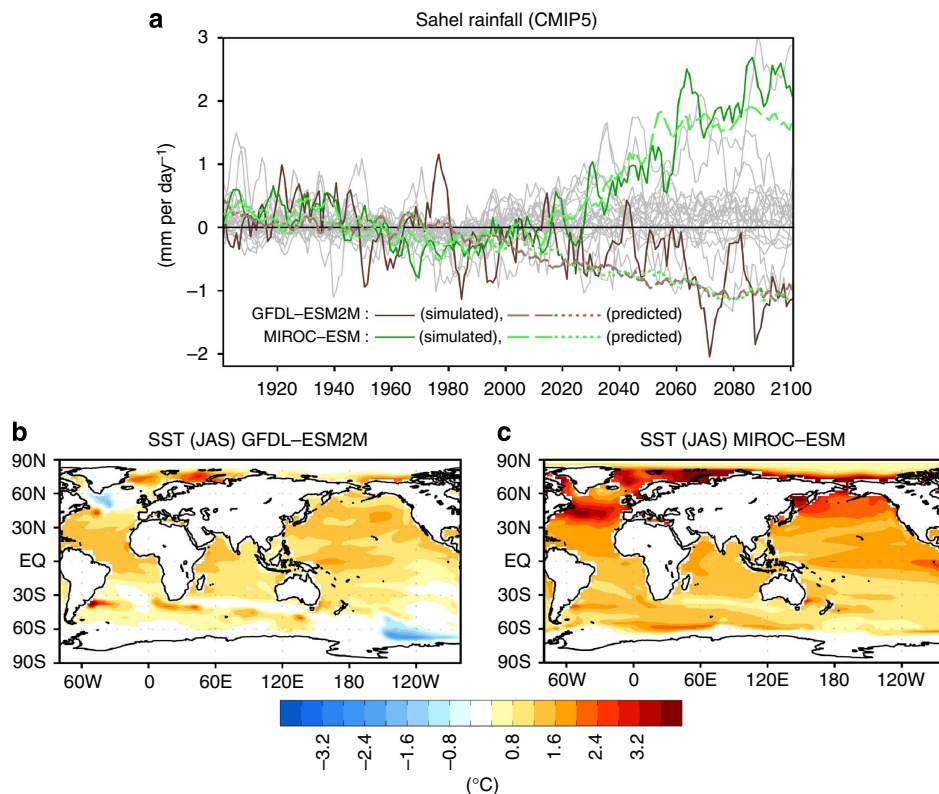 a Sahel rainfall (CMIP5)
3
2
1
0
−1
−2
(mm per day⁻¹)
GFDL–ESM2M : (simulated), (predicted)
MIROC–ESM : (simulated), (predicted)
1920 1940 1960 1980 2000 2020 2040 2060 2080 2100
b SST (JAS) GFDL–ESM2M
90N
60N
30N
EQ
30S
60S
90S
60W 0 60E 120E 180 120W
c SST (JAS) MIROC–ESM
90N
60N
30N
EQ
30S
60S
90S
60W 0 60E 120E 180 120W
−3.2 −2.4 −1.6 −0.8 0.8 1.6 2.4 3.2
(°C)